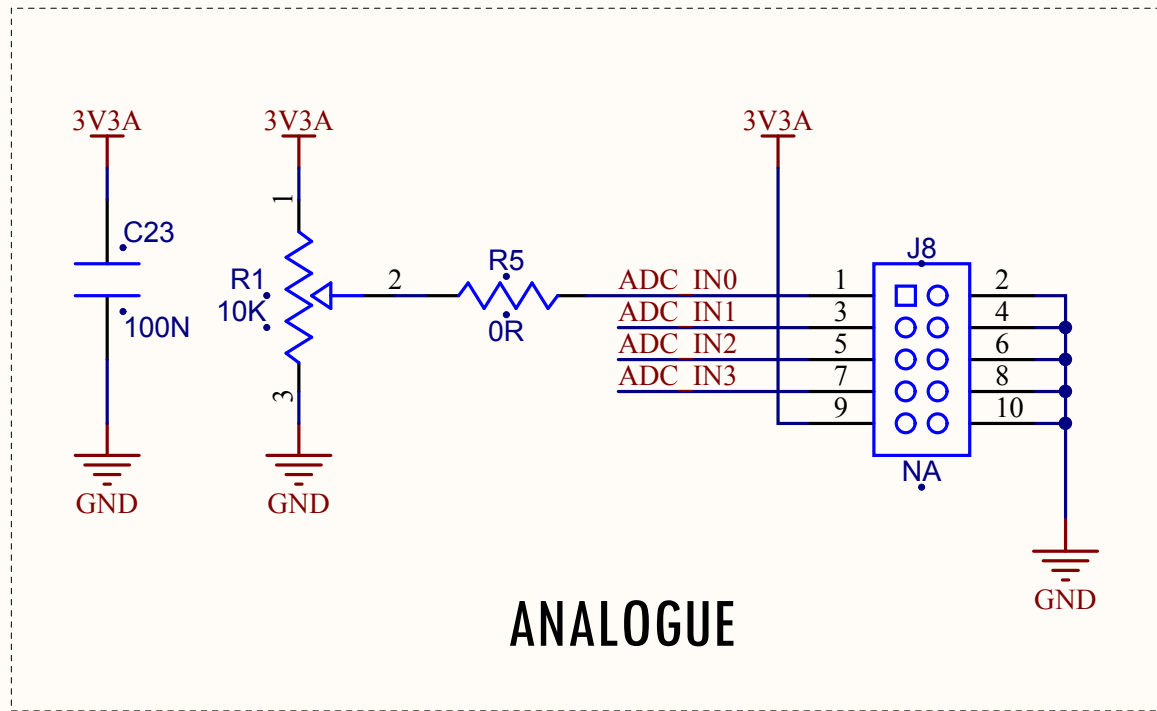 3V3A
3V3A
3V3A
1
C23
100N
R1
10K
2
R5
0R
3
GND
GND
ADC_IN0
ADC_IN1
ADC_IN2
ADC_IN3
J8
1
2
3
4
5
6
7
8
9
10
NA
GND
ANALOGUE